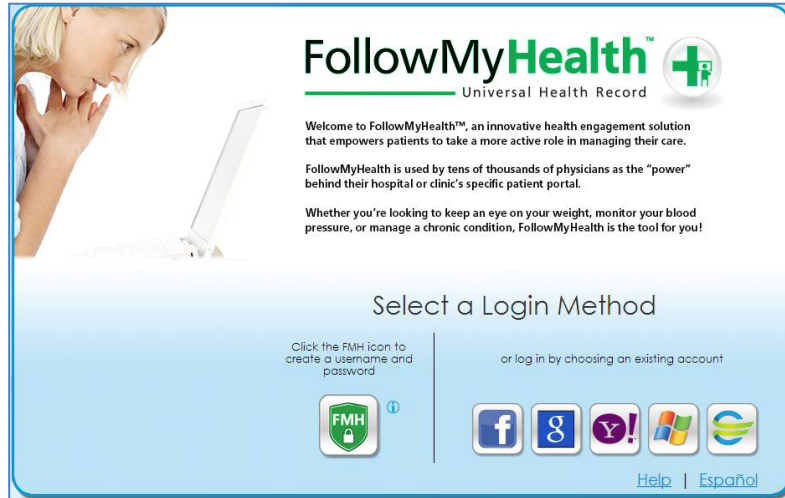 FollowMyHealth™
Universal Health Record
Welcome to FollowMyHealth™, an innovative health engagement solution
that empowers patients to take a more active role in managing their care.
FollowMyHealth is used by tens of thousands of physicians as the “power”
behind their hospital or clinic’s specific patient portal.
Whether you’re looking to keep an eye on your weight, monitor your blood
pressure, or manage a chronic condition, FollowMyHealth is the tool for you!
Select a Login Method
Click the FMH icon to
create a username and
password
or log in by choosing an existing account
FMH
i
f
g
Y!
Help | Español